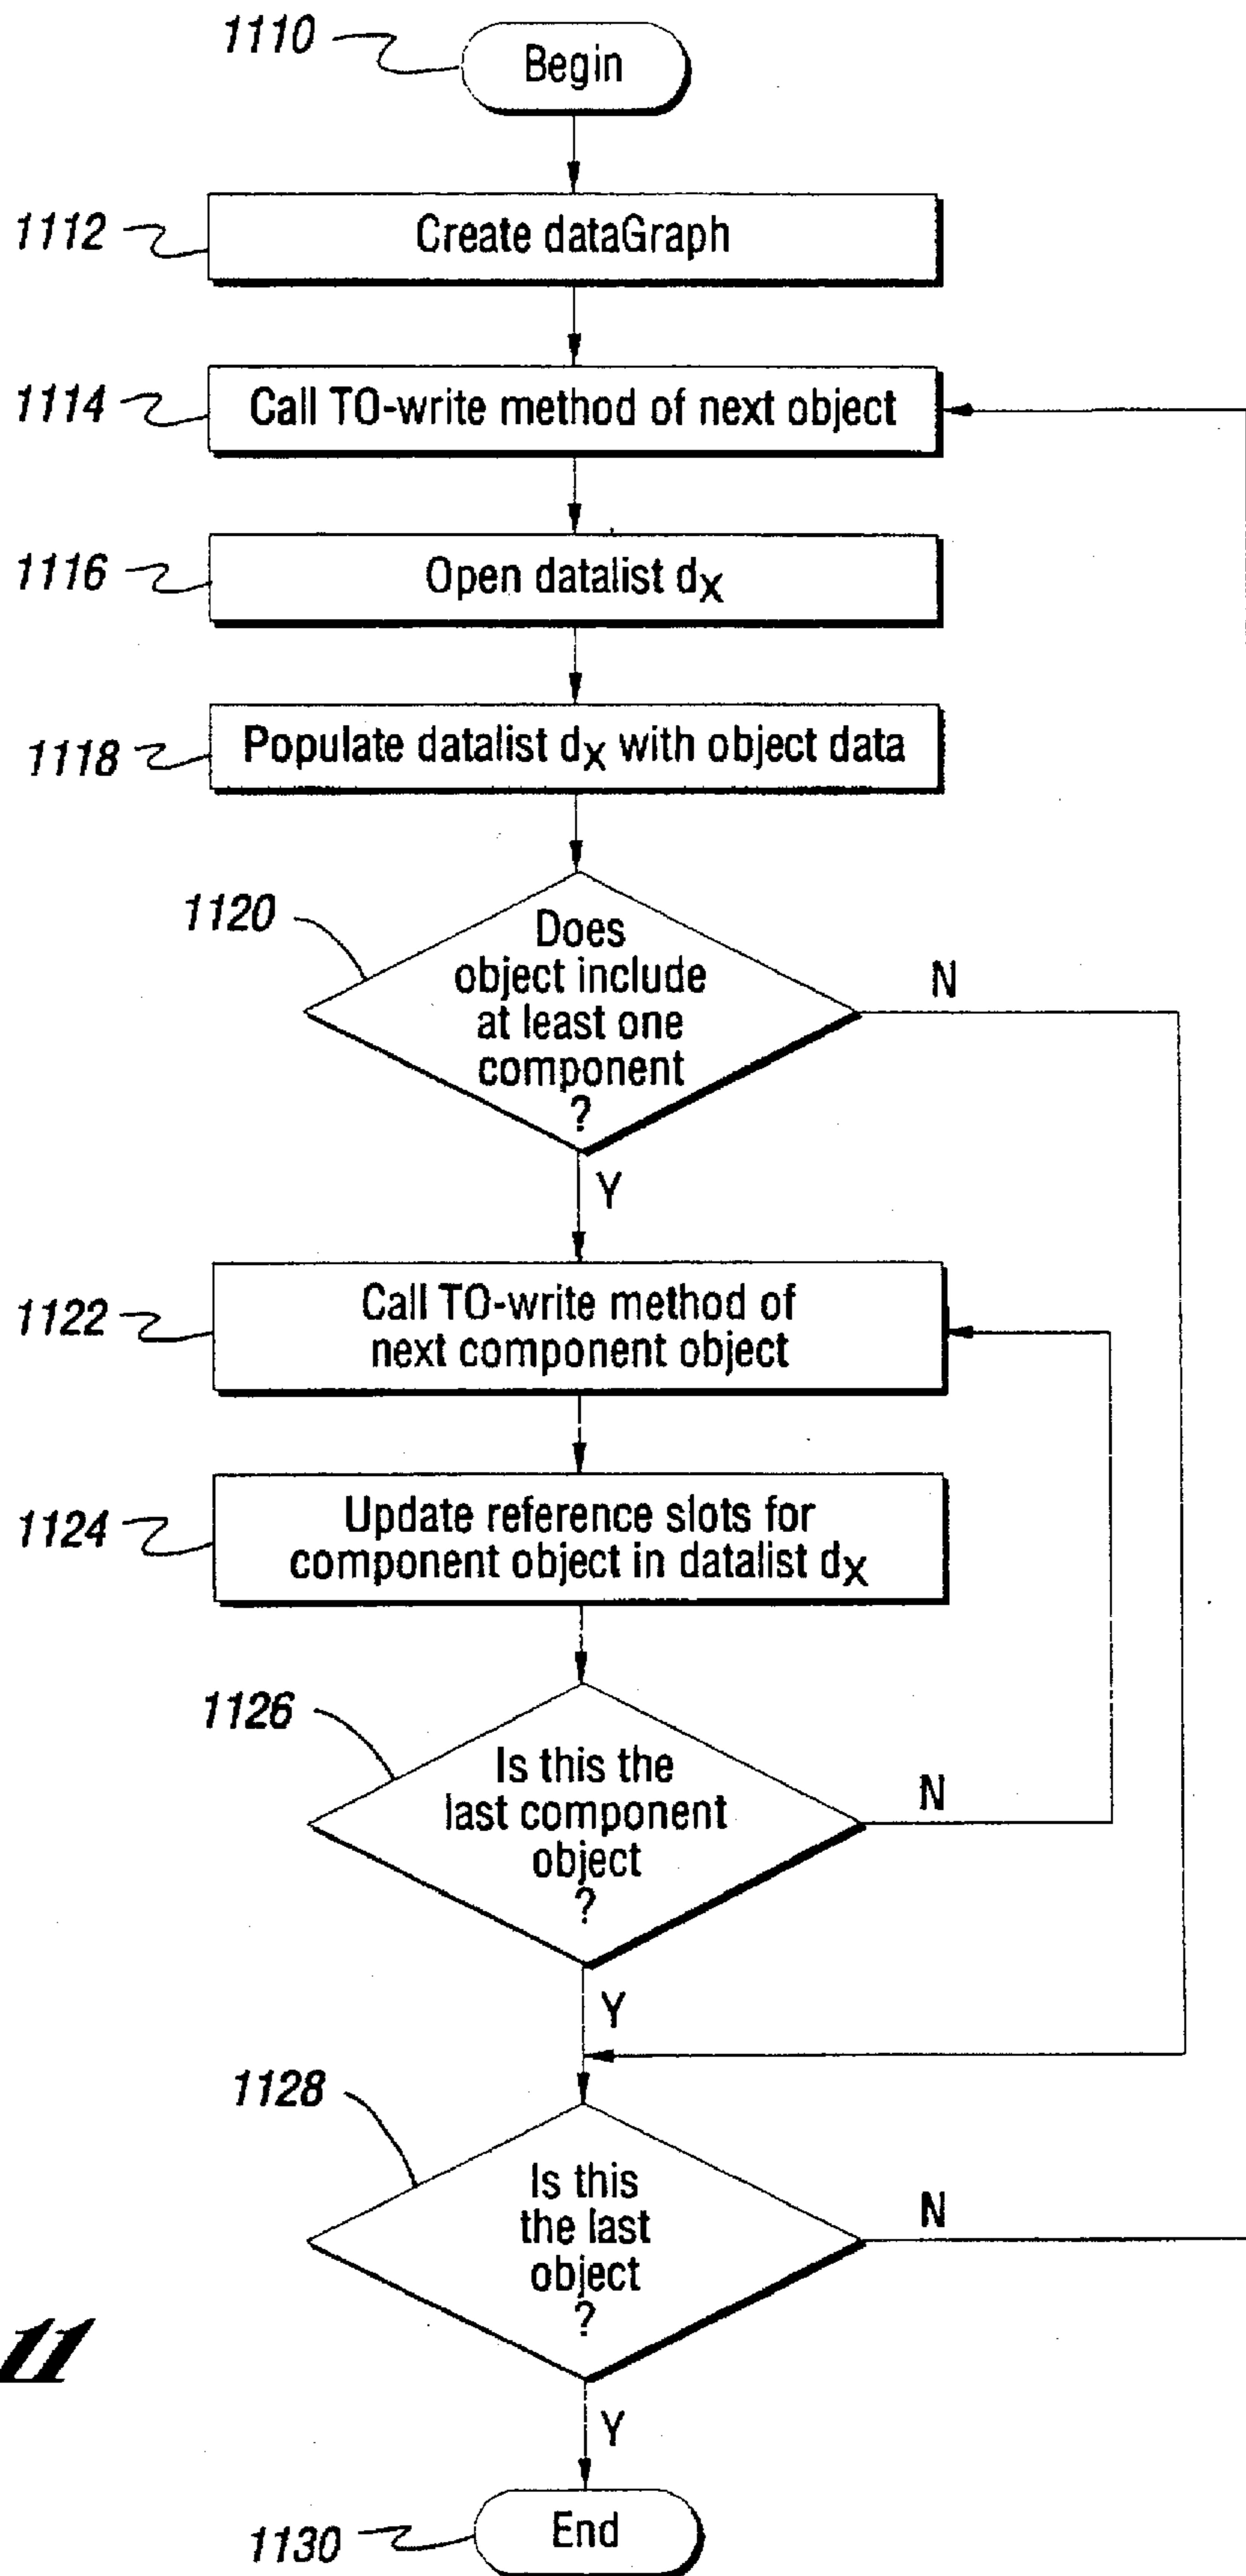 1110
Begin
1112
Create dataGraph
1114
Call TO-write method of next object
1116
Open datalist dX
1118
Populate datalist dX with object data
1120
Does
object include
at least one
component
?
N
Y
1122
Call TO-write method of
next component object
1124
Update reference slots for
component object in datalist dX
1126
Is this the
last component
object
?
N
Y
1128
Is this
the last
object
?
N
11
Y
End
1130